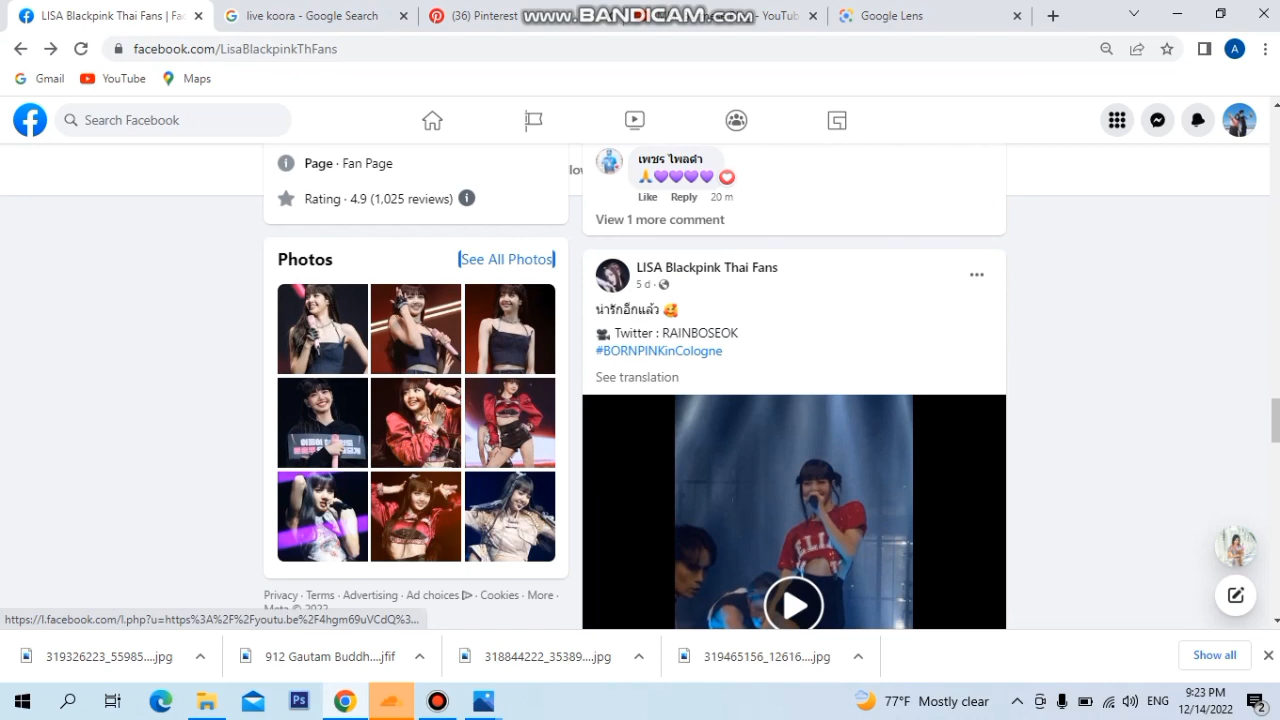 LISA Blackpink Thai Fans | Fac
live koora - Google Search
(36) Pinterest
www.BANDICAM.com
YouTub
Google Lens
facebook.com/LisaBlackpinkThFans
A
Gmail
YouTube
Maps
Search Facebook
Page · Fan Page
Rating · 4.9 (1,025 reviews)
เพชร ไพลดำ
🙏💜💜💜💜
Like Reply 20 m
View 1 more comment
Photos
See All Photos
LISA Blackpink Thai Fans
5 d ·
น่ารักอีกแล้ว 🥰
🎥 Twitter : RAINBOSEOK
#BORNPINKinCologne
See translation
Privacy · Terms · Advertising · Ad choices · Cookies · More ·
Meta © 2022
https://l.facebook.com/l.php?u=https%3A%2F%2Fyoutu.be%2F4hgm69uVCdQ%3...
319326223_55985....jpg
912 Gautam Buddh....jfif
318844222_35389....jpg
319465156_12616....jpg
Show all
Ps
77°F Mostly clear
ENG
9:23 PM
12/14/2022
2